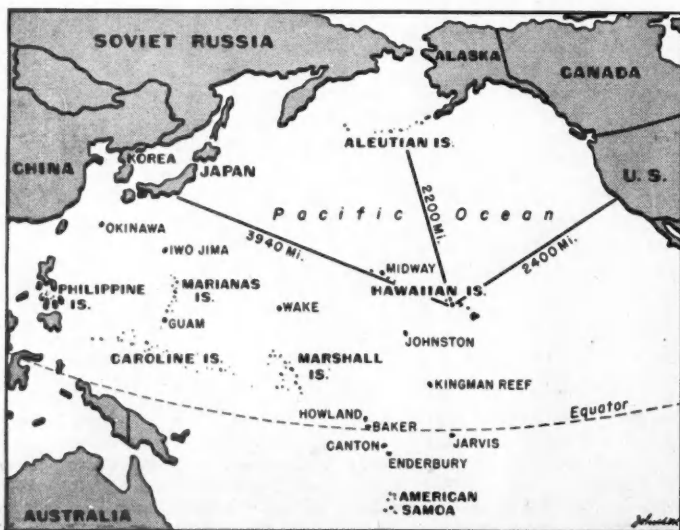 SOVIET RUSSIA
ALASKA
CANADA
ALEUTIAN IS.
CHINA
KOREA
JAPAN
U. S.
Pacific Ocean
2200 Mi.
3940 Mi.
2400 Mi.
OKINAWA
IWO JIMA
MIDWAY
HAWAIIAN IS.
PHILIPPINE
IS.
MARIANAS
IS.
WAKE
GUAM
JOHNSTON
CAROLINE IS.
MARSHALL
IS.
KINGMAN REEF
HOWLAND
BAKER
Equator
CANTON
JARVIS
ENDERBURY
AMERICAN
SAMOA
AUSTRALIA